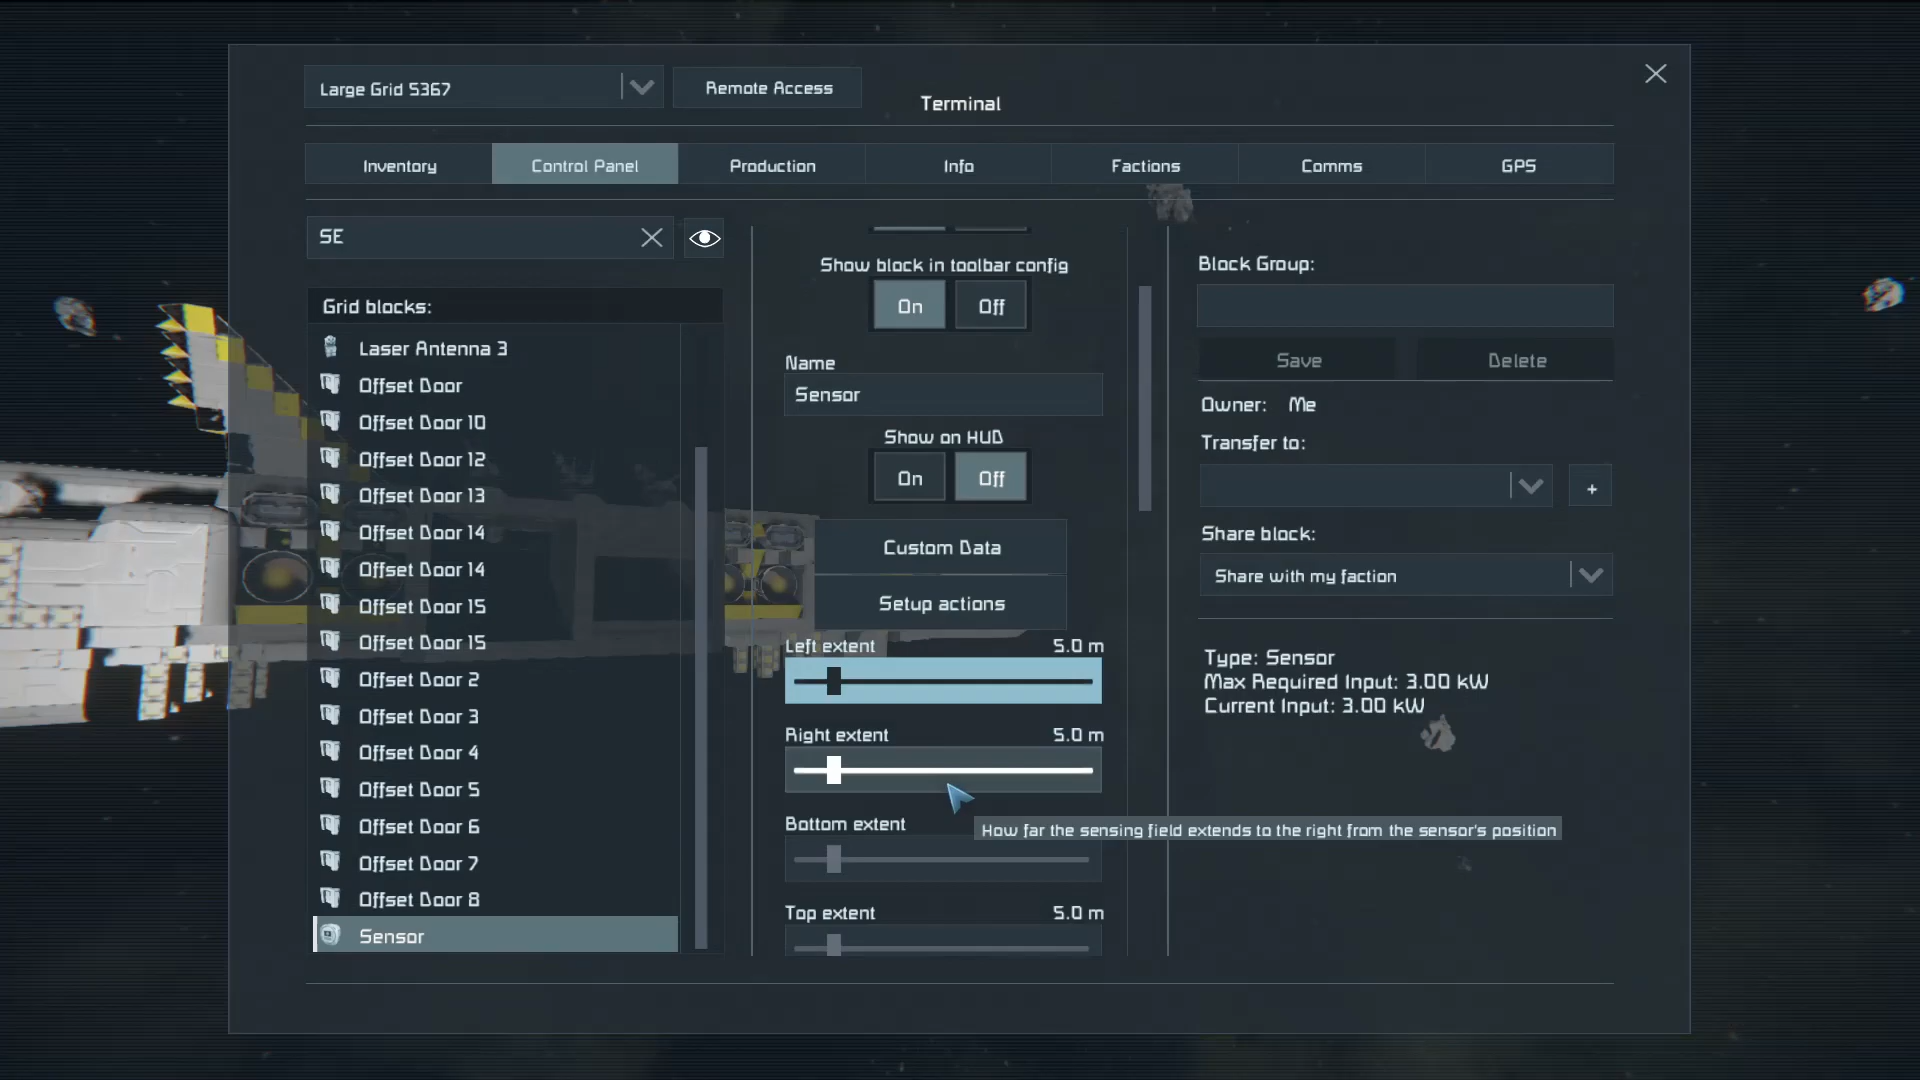 Large Grid 5367
Remote Access
Terminal
Inventory
Control Panel
Production
Info
Factions
Comms
GPS
SE
Grid blocks:
Laser Antenna 3
Offset Door
Offset Door 10
Offset Door 12
Offset Door 13
Offset Door 14
Offset Door 14
Offset Door 15
Offset Door 15
Offset Door 2
Offset Door 3
Offset Door 4
Offset Door 5
Offset Door 6
Offset Door 7
Offset Door 8
Sensor
Show block in toolbar config
On Off
Name
Sensor
Show on HUD
On Off
Custom Data
Setup actions
Left extent 5.0 m
Right extent 5.0 m
Bottom extent
How far the sensing field extends to the right from the sensor's position
Top extent 5.0 m
Block Group:
Save
Delete
Owner: Me
Transfer to:
+
Share block:
Share with my faction
Type: Sensor
Max Required Input: 3.00 kW
Current Input: 3.00 kW